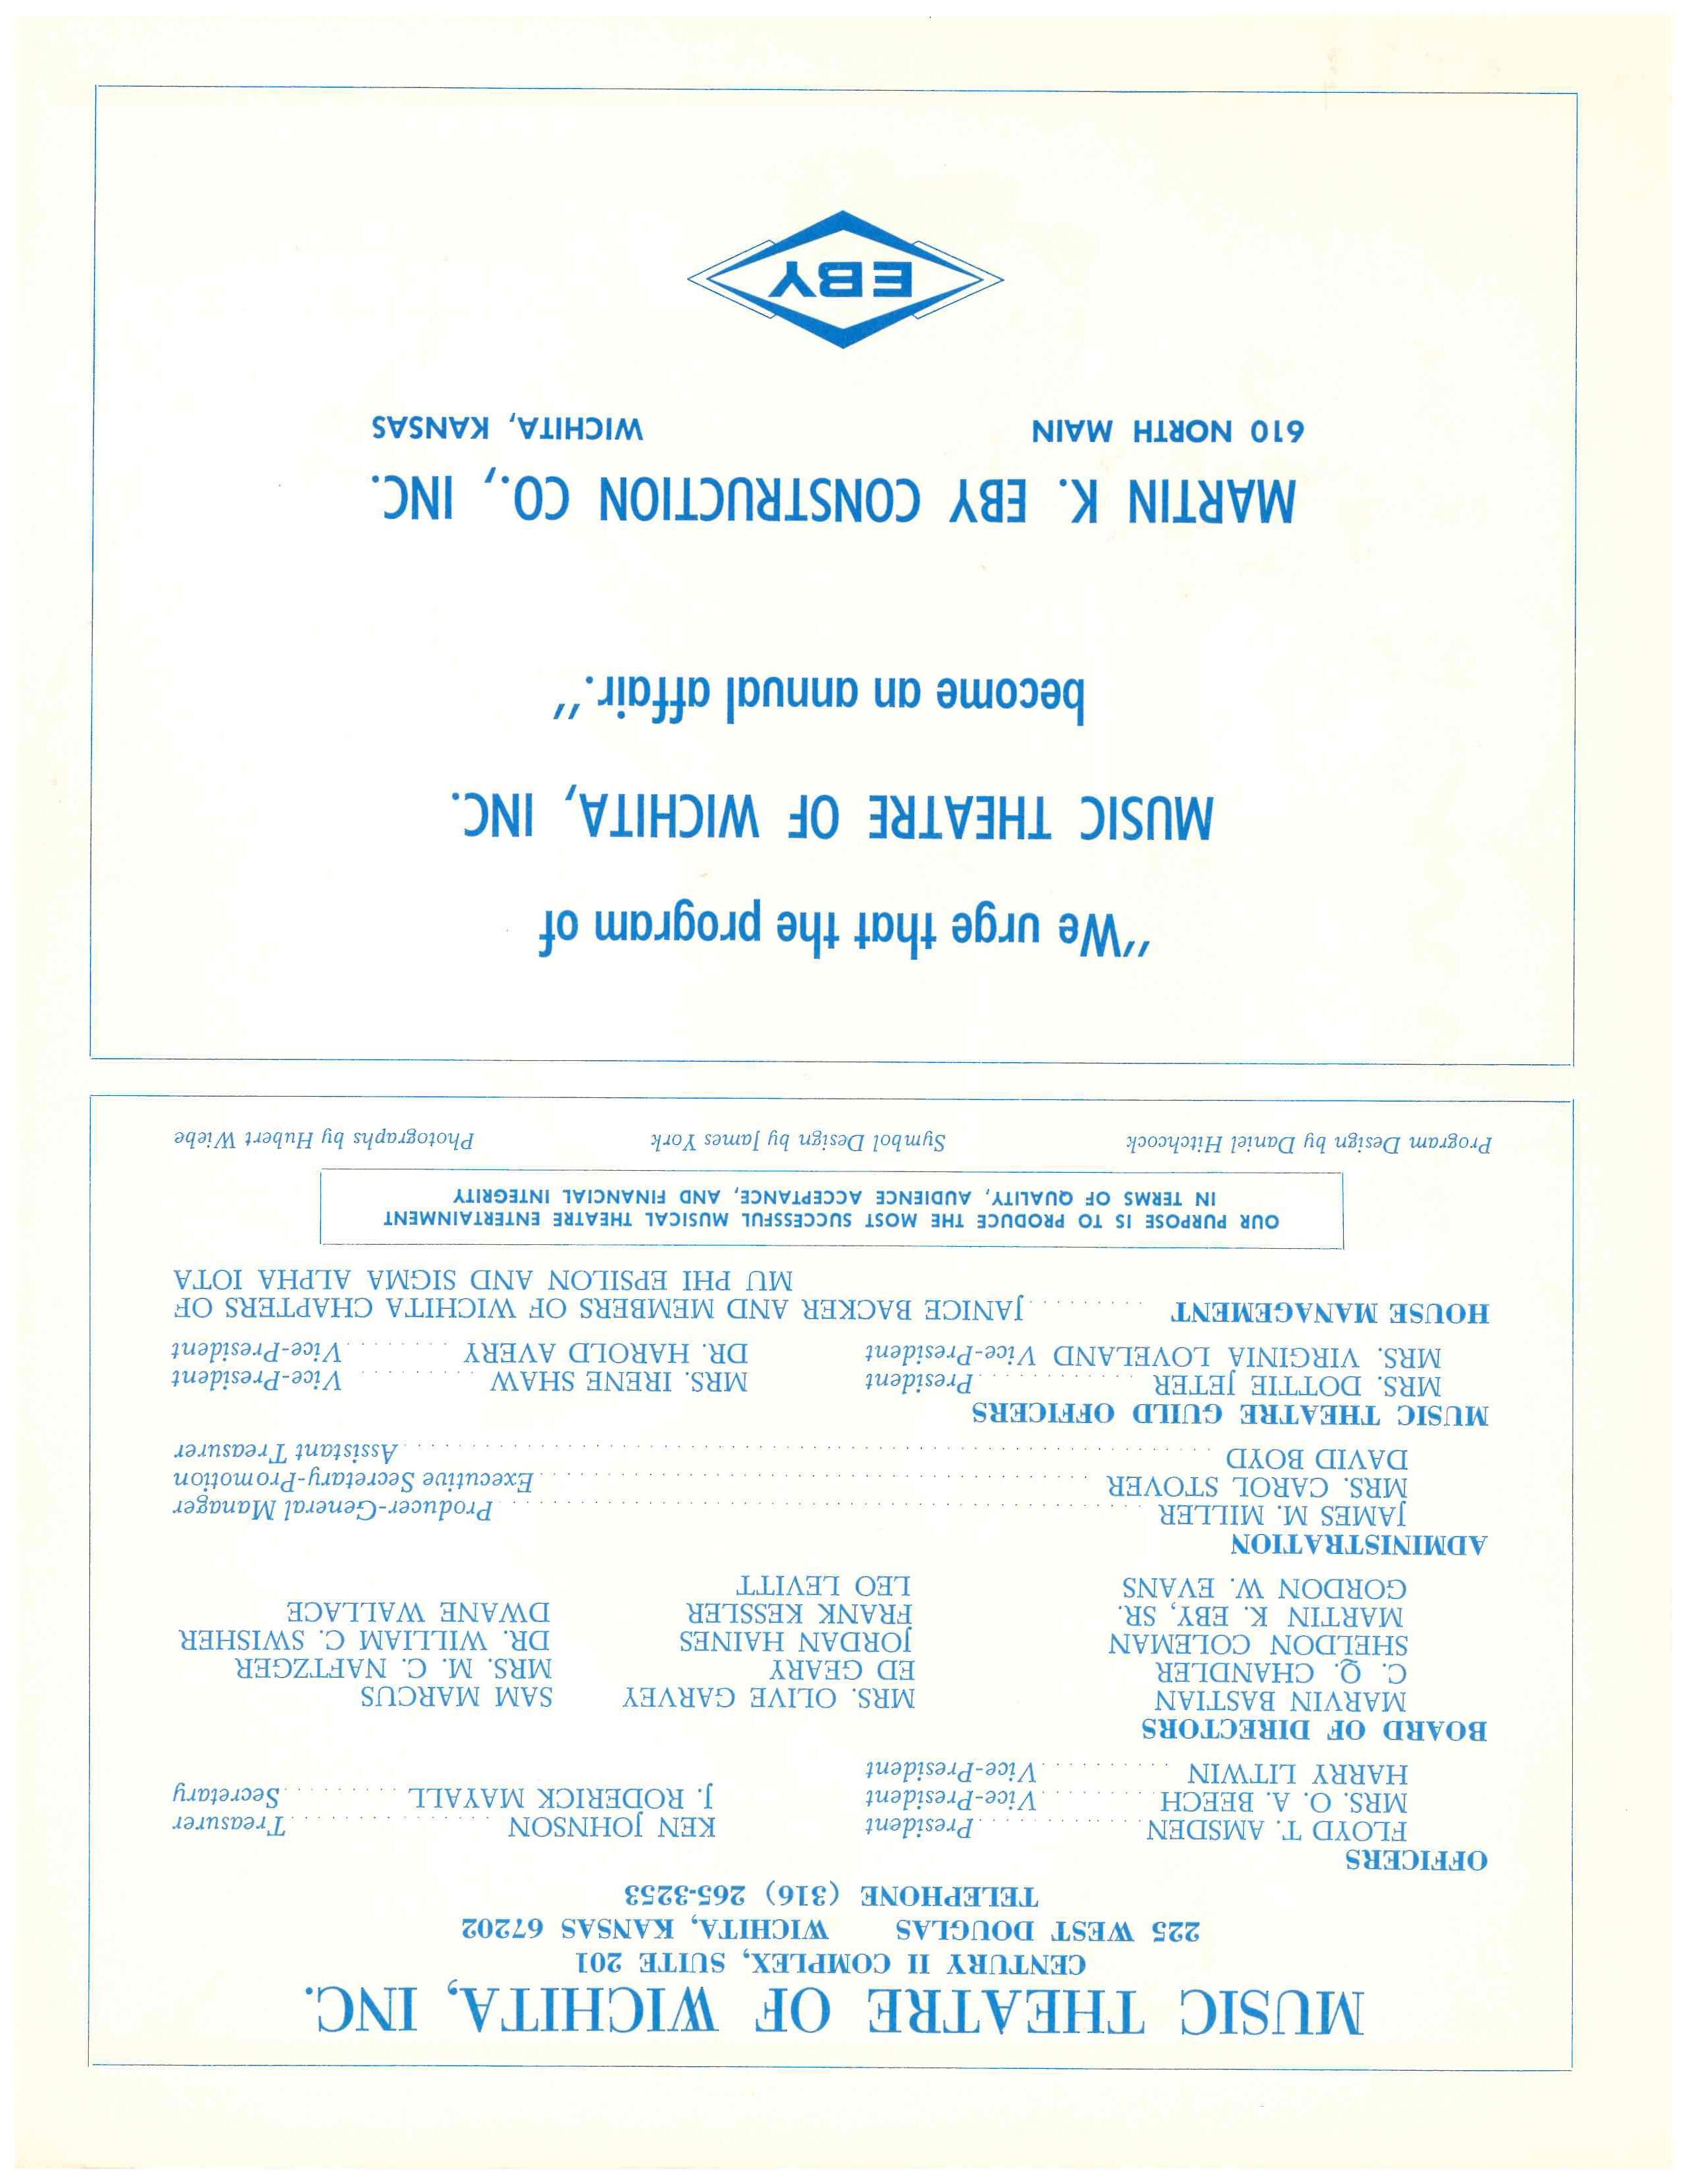 MUSIC THEATRE OF WICHITA, INC.
CENTURY II COMPLEX, SUITE 201
225 WEST DOUGLAS WICHITA, KANSAS 67202
TELEPHONE (316) 265-3253
OFFICERS
FLOYD T. AMSDEN ............ President KEN JOHNSON ............ Treasurer
MRS. O. A. BEECH ............ Vice-President J. RODERICK MAYALL ............ Secretary
HARRY LITWIN ............ Vice-President
BOARD OF DIRECTORS
MARVIN BASTIAN MRS. OLIVE GARVEY SAM MARCUS
C. Q. CHANDLER ED GEARY MRS. M. C. NAFTZGER
SHELDON COLEMAN JORDAN HAINES DR. WILLIAM C. SWISHER
MARTIN K. EBY, SR. FRANK KESSLER DWANE WALLACE
GORDON W. EVANS LEO LEVITT
ADMINISTRATION
JAMES M. MILLER ............ Producer-General Manager
MRS. CAROL STOVER ............ Executive Secretary-Promotion
DAVID BOYD ............ Assistant Treasurer
MUSIC THEATRE GUILD OFFICERS
MRS. DOTTIE JETER ............ President MRS. IRENE SHAW ............ Vice-President
MRS. VIRGINIA LOVELAND Vice-President DR. HAROLD AVERY ............ Vice-President
HOUSE MANAGEMENT ............ JANICE BACKER AND MEMBERS OF WICHITA CHAPTERS OF
MU PHI EPSILON AND SIGMA ALPHA IOTA
OUR PURPOSE IS TO PRODUCE THE MOST SUCCESSFUL MUSICAL THEATRE ENTERTAINMENT
IN TERMS OF QUALITY, AUDIENCE ACCEPTANCE, AND FINANCIAL INTEGRITY
Program Design by Daniel Hitchcock Symbol Design by James York Photographs by Hubert Wiebe
"We urge that the program of
MUSIC THEATRE OF WICHITA, INC.
become an annual affair."
MARTIN K. EBY CONSTRUCTION CO., INC.
610 NORTH MAIN WICHITA, KANSAS
EBY